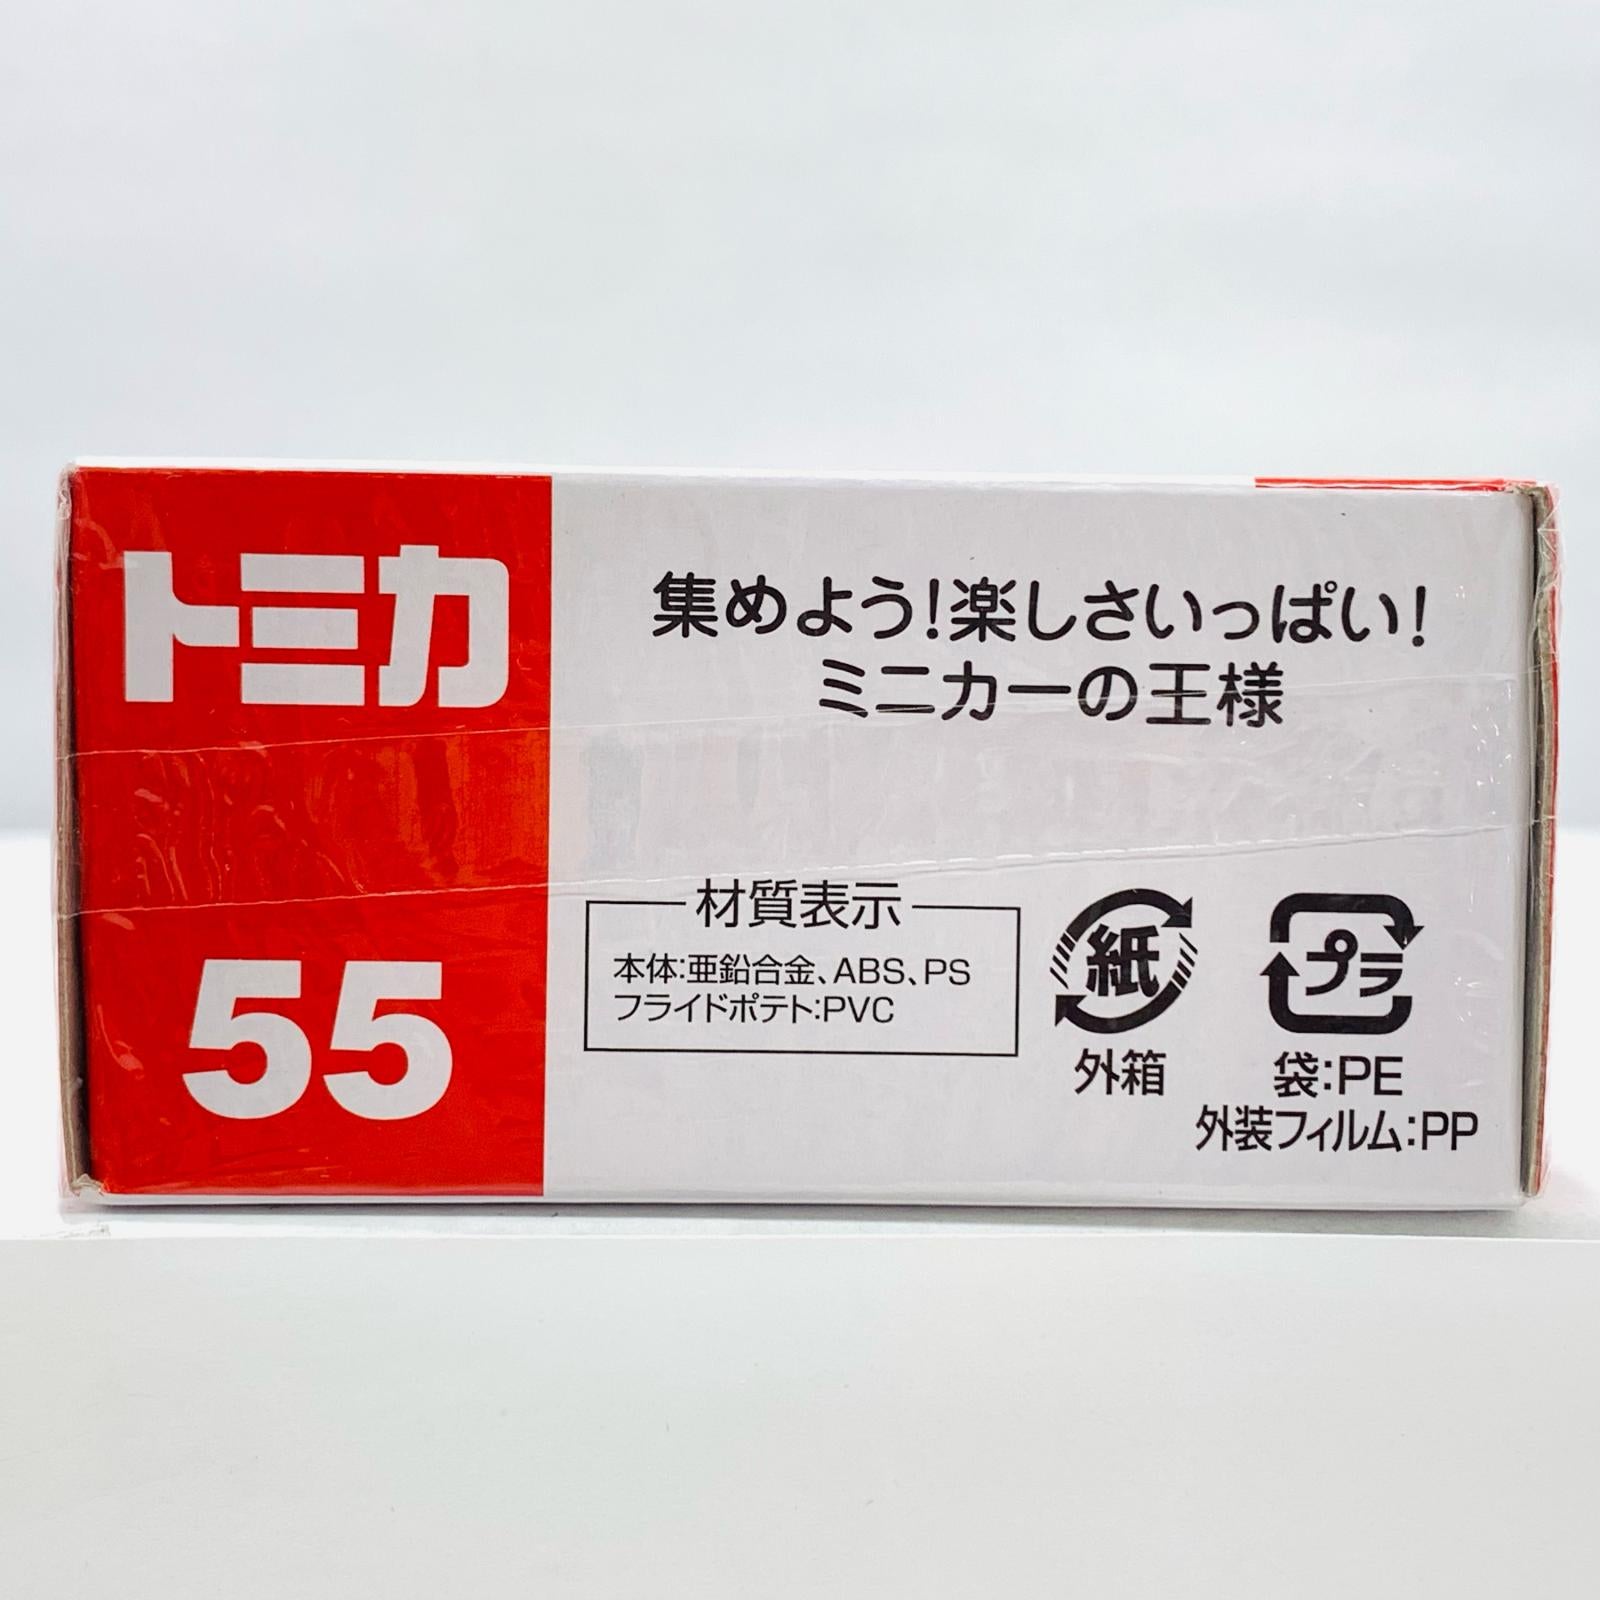 トミカ
55
集めよう!楽しさいっぱい!
ミニカーの王様
材質表示
本体:亜鉛合金、ABS、PS
フライドポテト:PVC
紙
外箱
プラ
袋:PE
外装フィルム:PP